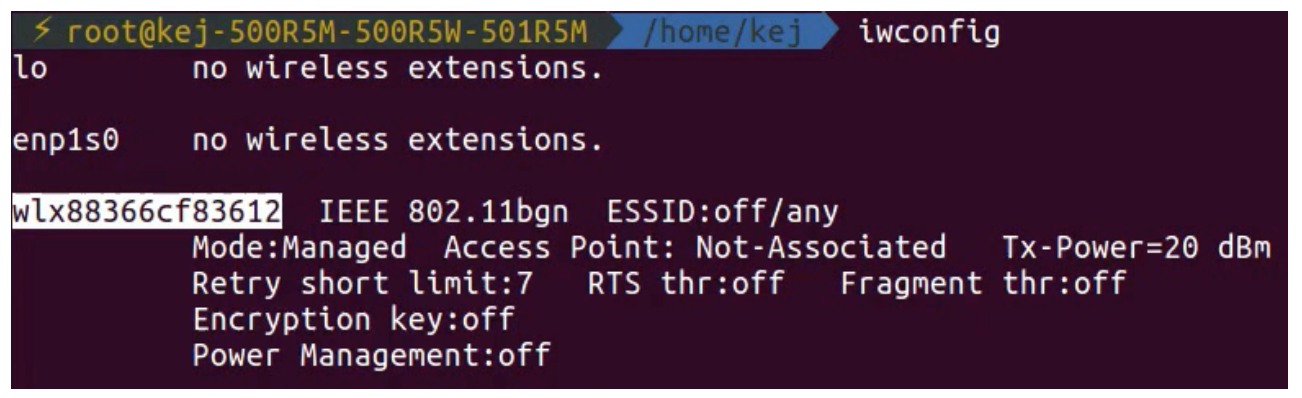 ⚡ root@kej-500R5M-500R5W-501R5M /home/kej iwconfig
lo        no wireless extensions.
enp1s0    no wireless extensions.
wlx88366cf83612  IEEE 802.11bgn  ESSID:off/any
          Mode:Managed  Access Point: Not-Associated   Tx-Power=20 dBm
          Retry short limit:7   RTS thr:off   Fragment thr:off
          Encryption key:off
          Power Management:off